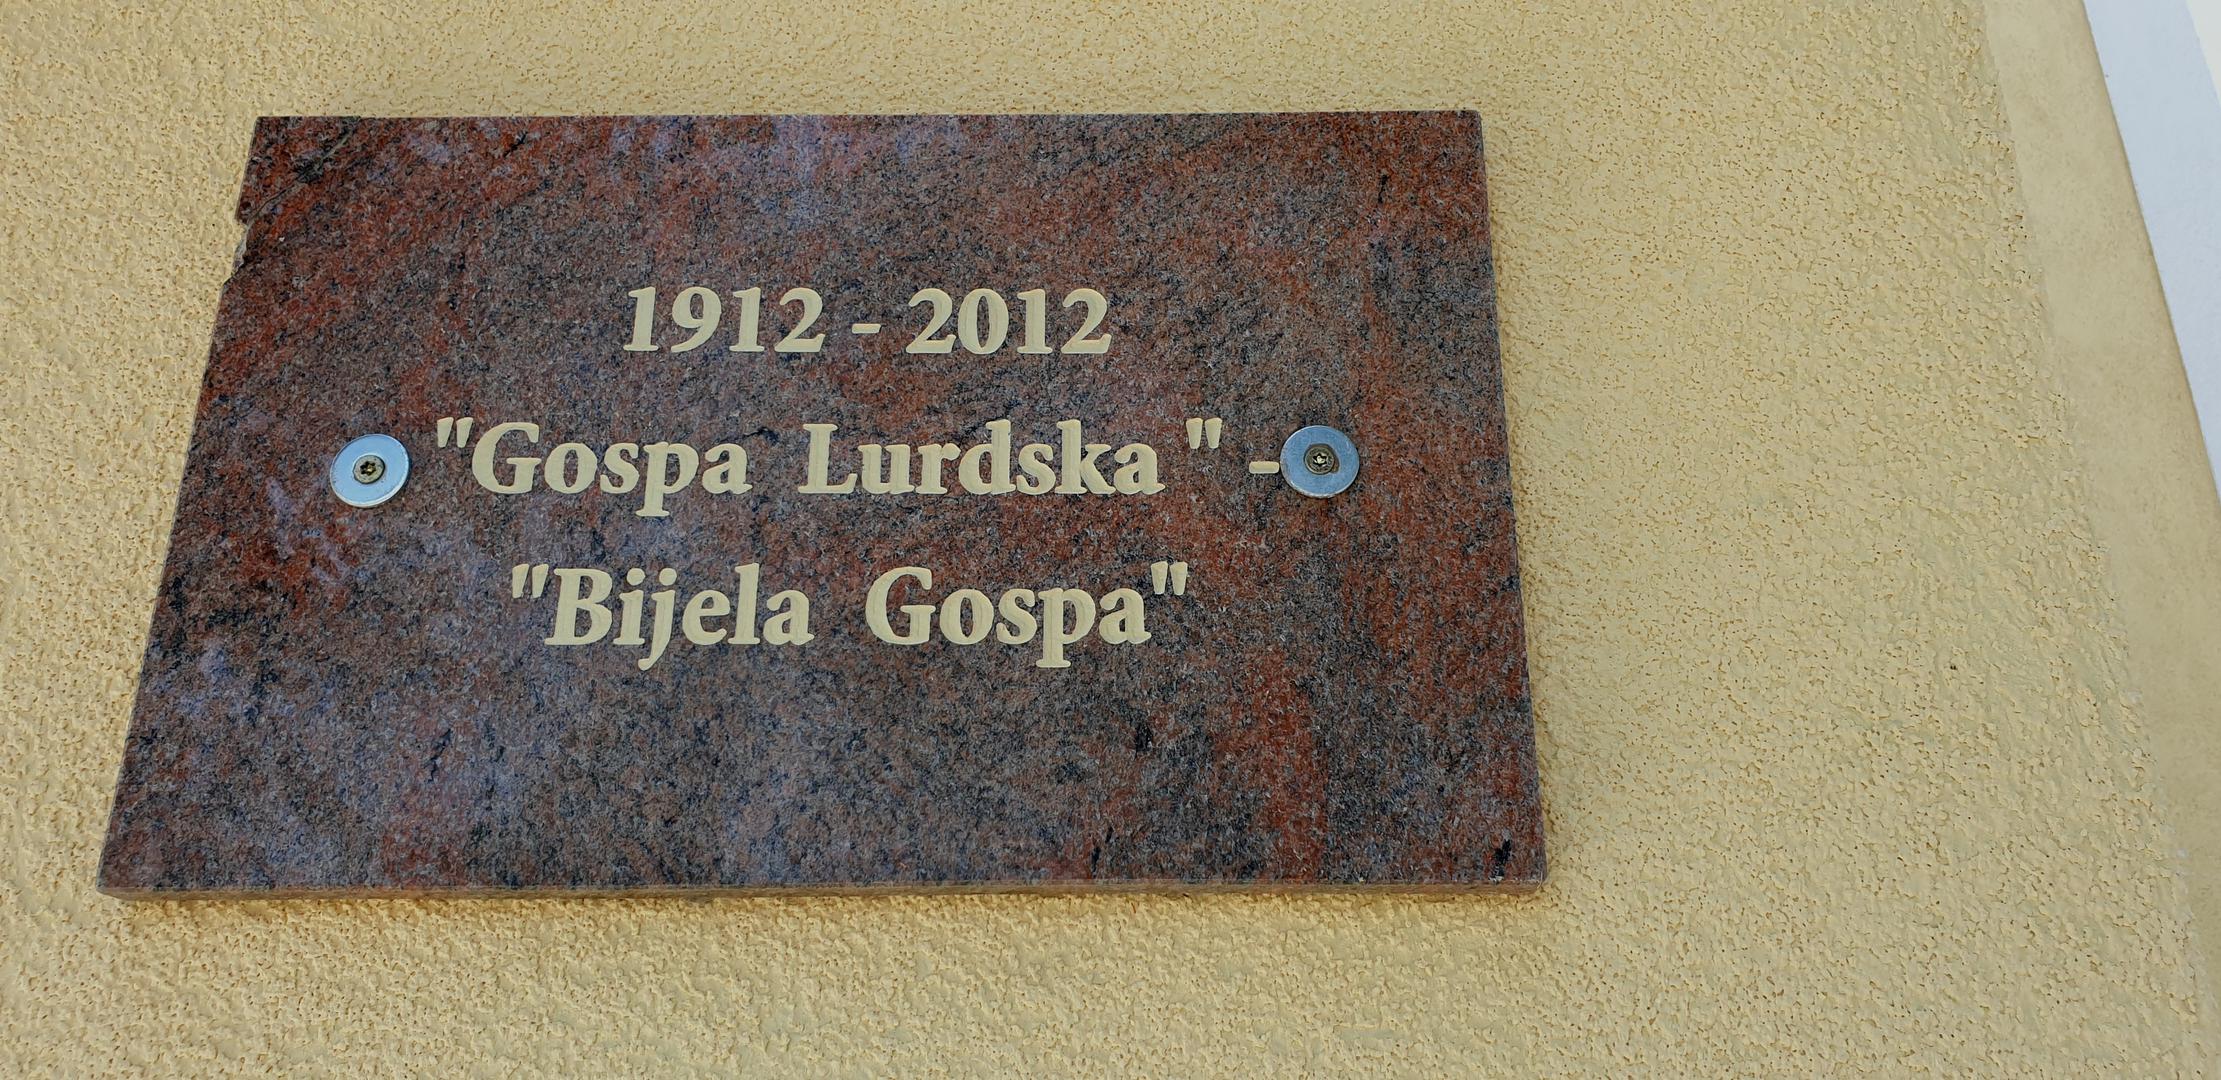 1912 - 2012
"Gospa Lurdska " -
"Bijela Gospa"